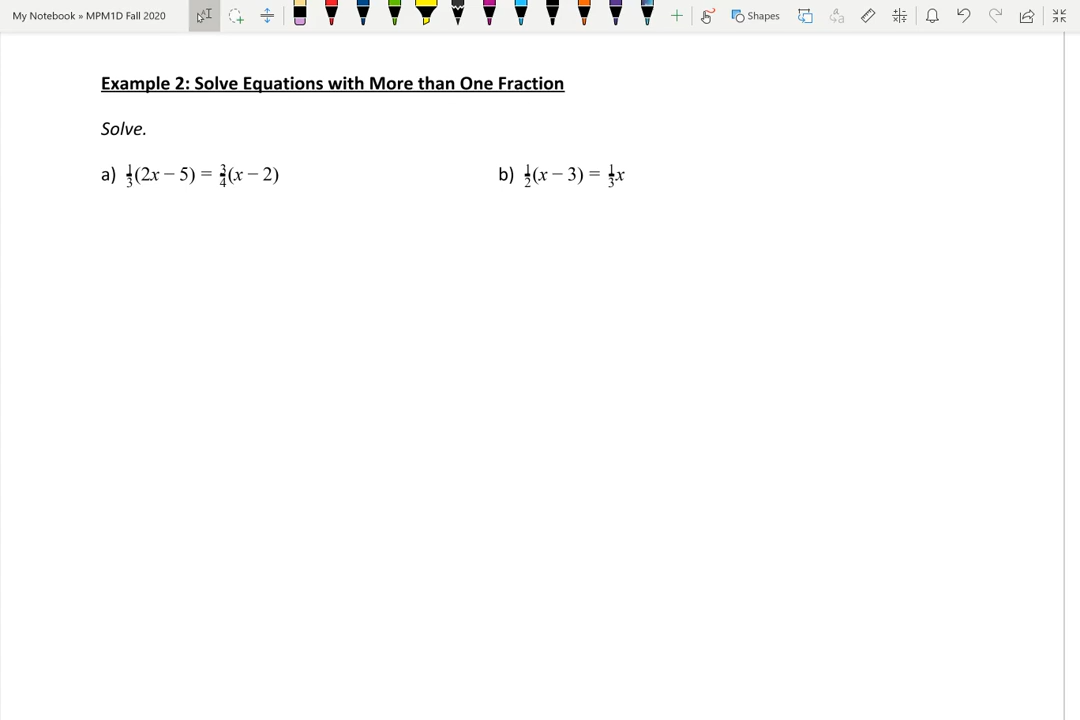 My Notebook » MPM1D Fall 2020
Shapes
Example 2: Solve Equations with More than One Fraction
Solve.
a) 1/3(2x – 5) = 3/4(x – 2)
b) 1/2(x – 3) = 1/3x